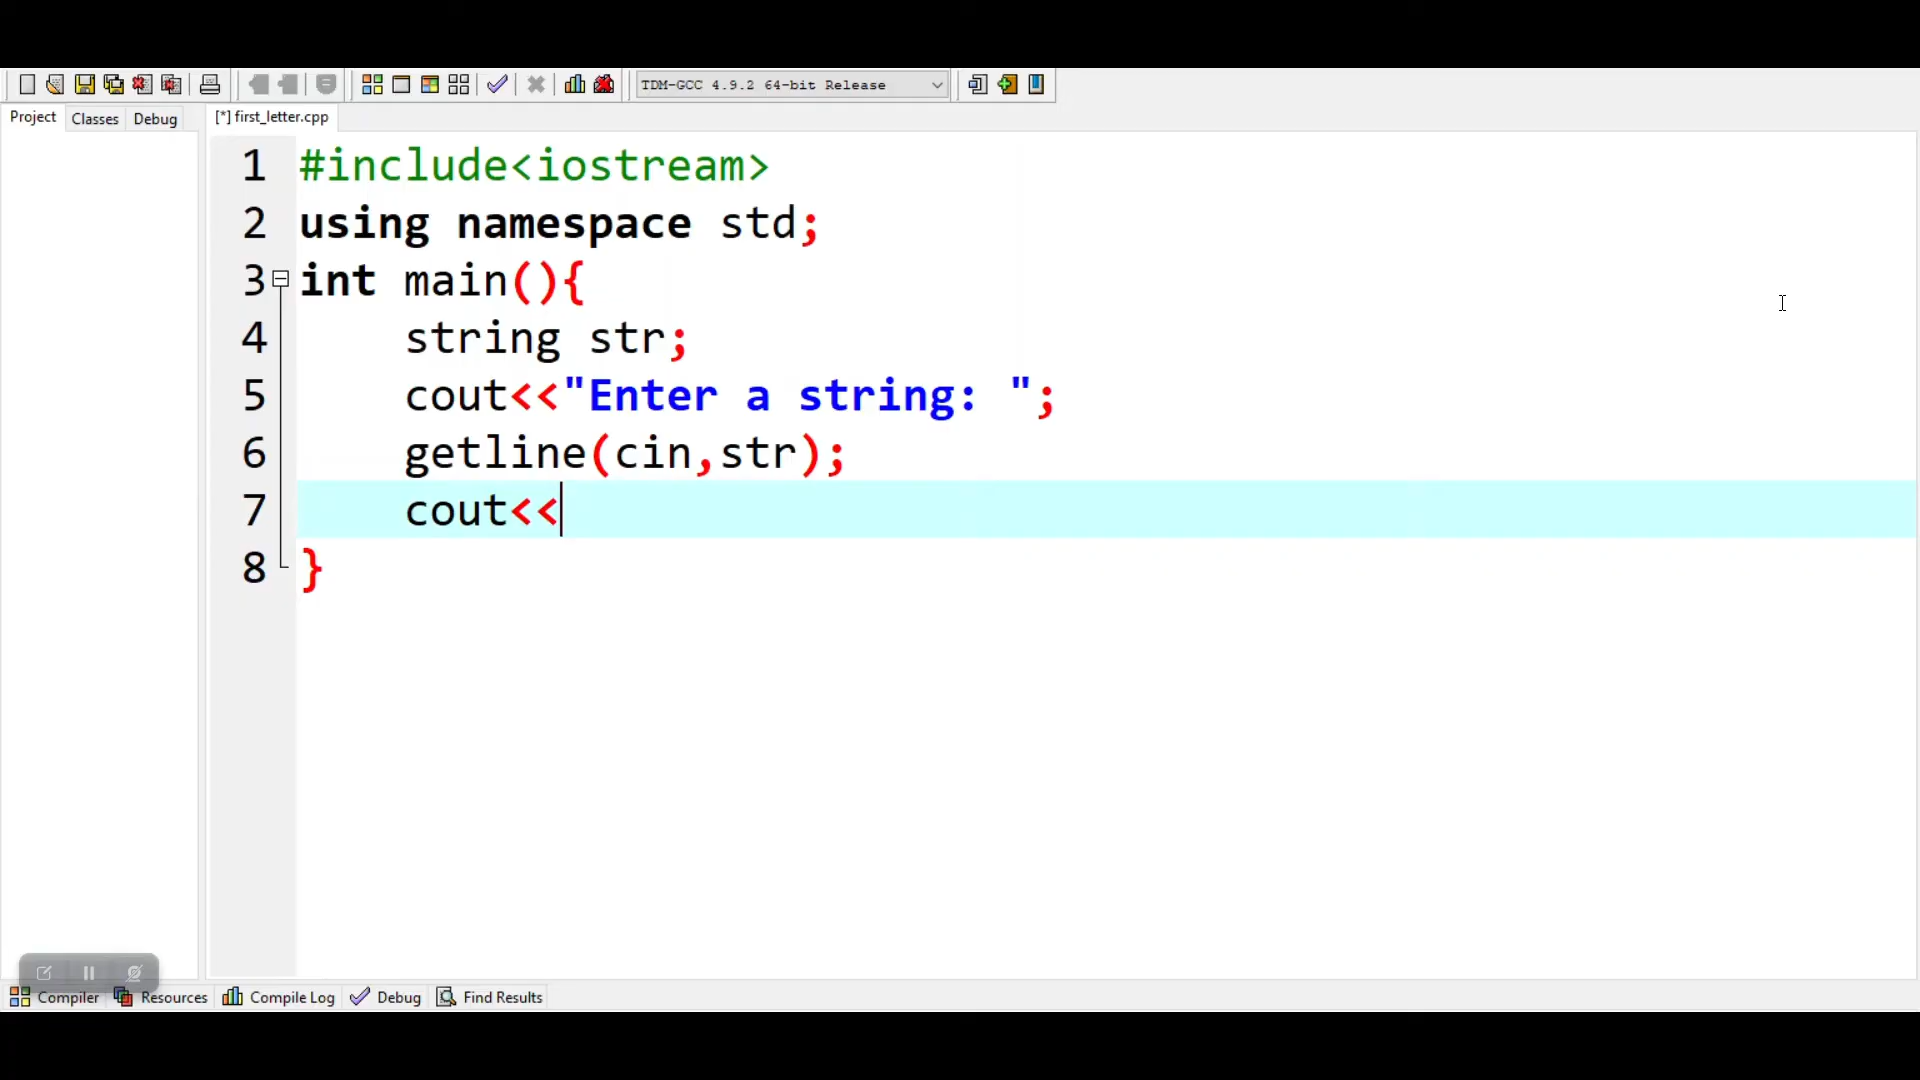 TDM-GCC 4.9.2 64-bit Release
Project Classes Debug [*] first_letter.cpp
1 #include<iostream>
2 using namespace std;
3 int main(){
4 string str;
5 cout<<"Enter a string: ";
6 getline(cin,str);
7 cout<<
8 }
Compiler Resources Compile Log Debug Find Results